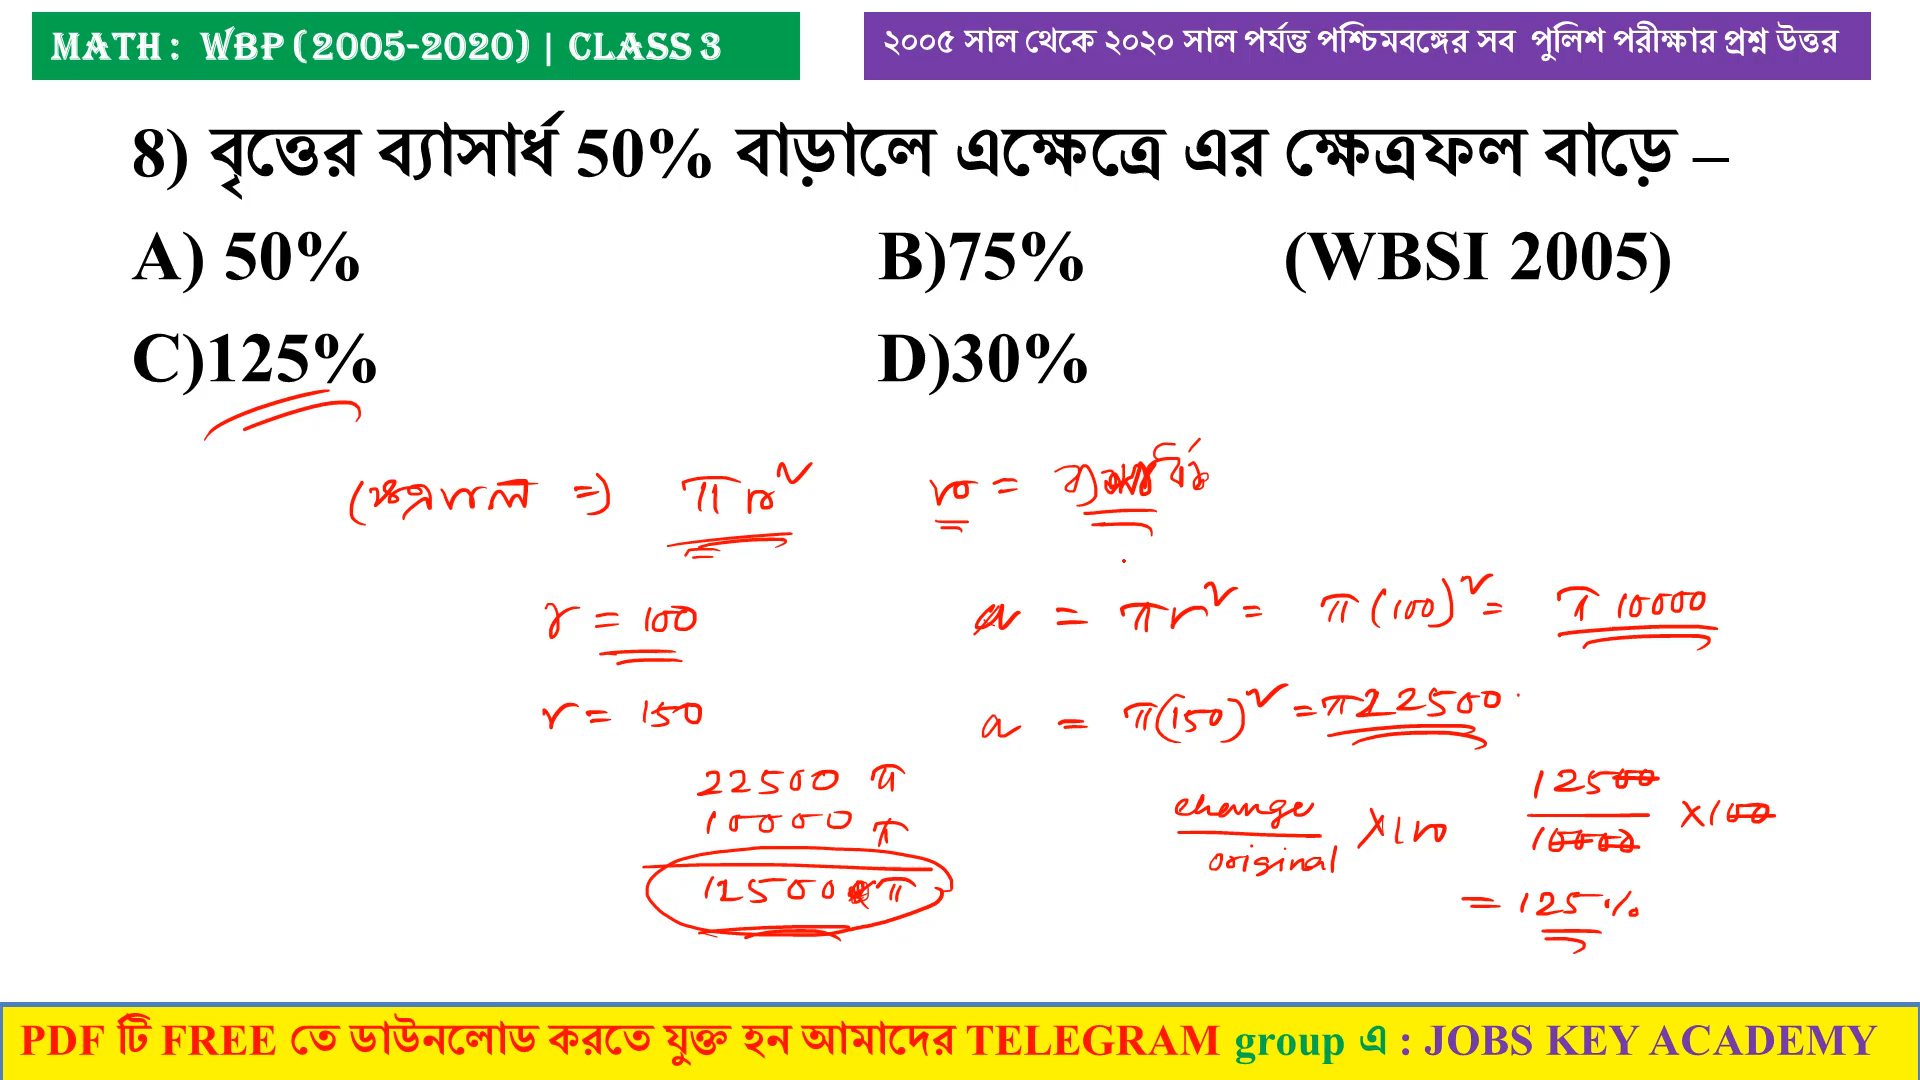 MATH : WBP (2005-2020) | CLASS 3
২০০৫ সাল থেকে ২০২০ সাল পর্যন্ত পশ্চিমবঙ্গের সব পুলিশ পরীক্ষার প্রশ্ন উত্তর
8) বৃত্তের ব্যাসার্ধ 50% বাড়ালে এক্ষেত্রে এর ক্ষেত্রফল বাড়ে –
A) 50% B)75% (WBSI 2005)
C)125% D)30%
ক্ষেত্রফল => πr² r =
r = 100 a = πr² = π(100)² = π 10000
r = 150 a = π(150)² = π22500
22500 π
10000 π
12500 π
change / original × 100
12500 / 10000 × 100
= 125%
PDF টি FREE তে ডাউনলোড করতে যুক্ত হন আমাদের TELEGRAM group এ : JOBS KEY ACADEMY